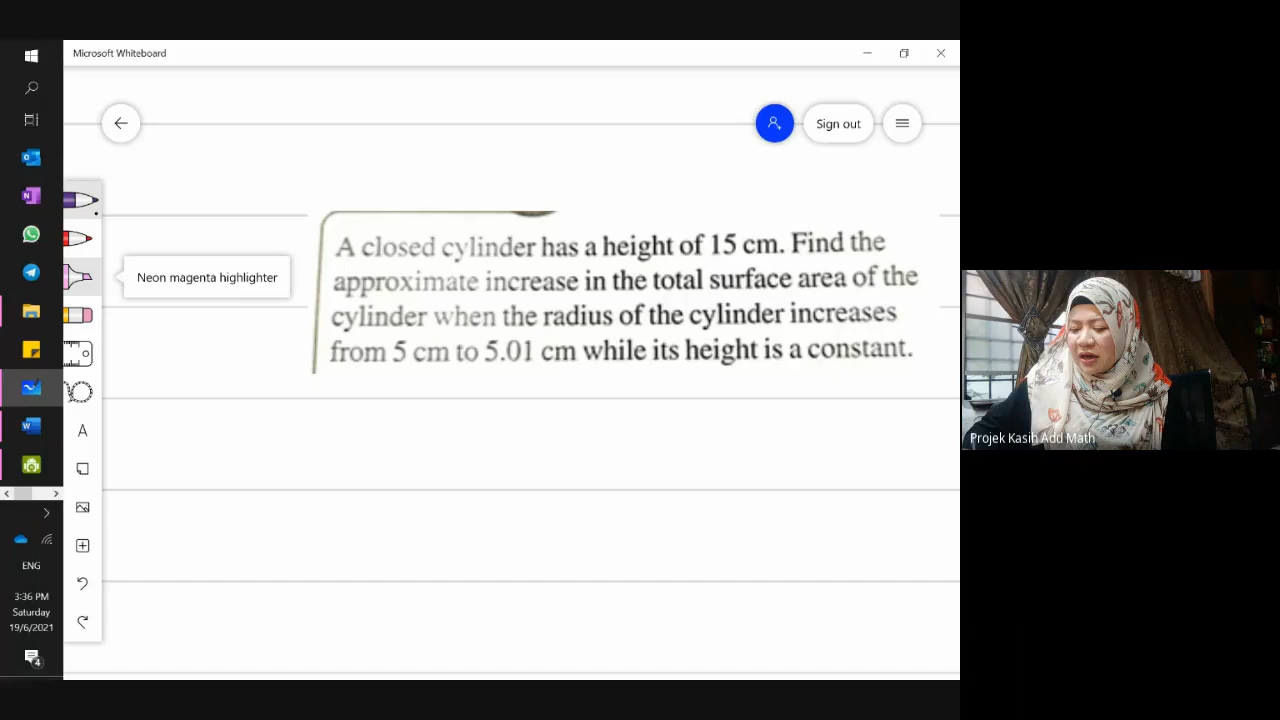 Microsoft Whiteboard
Sign out
Neon magenta highlighter
A closed cylinder has a height of 15 cm. Find the
approximate increase in the total surface area of the
cylinder when the radius of the cylinder increases
from 5 cm to 5.01 cm while its height is a constant.
Projek Kasih Add Math
A
ENG
3:36 PM
Saturday
19/6/2021
4